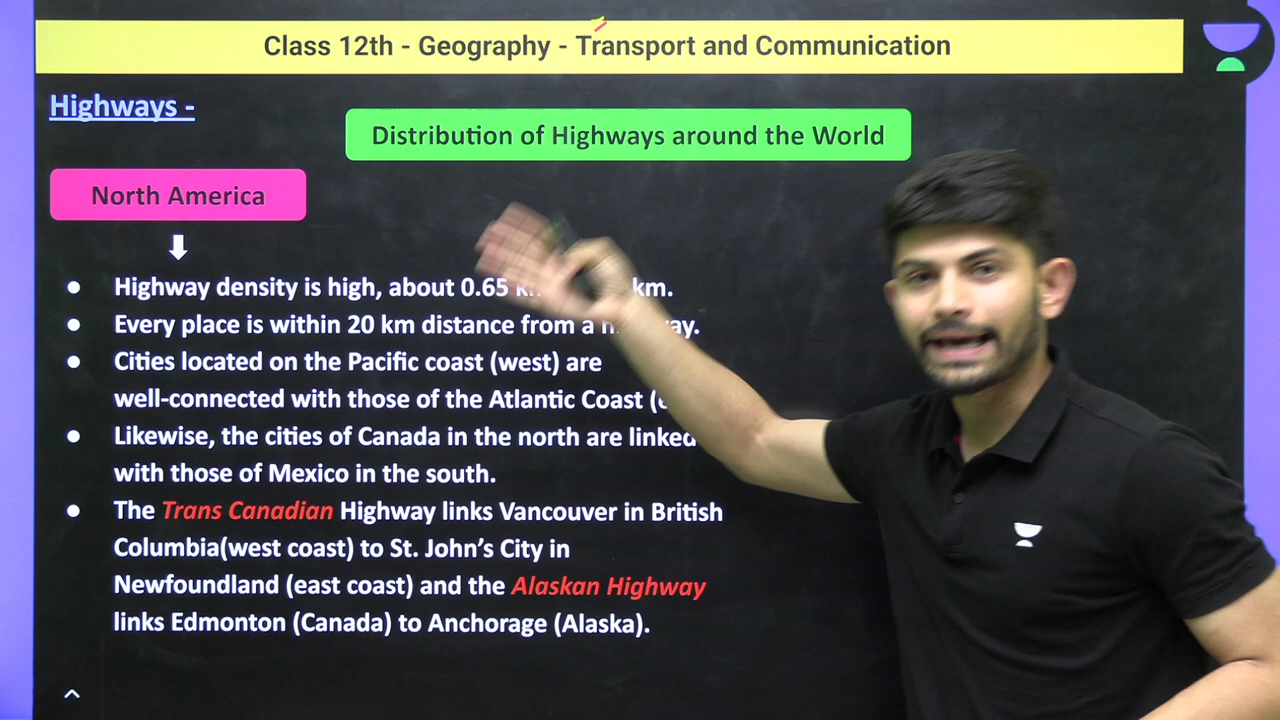 Class 12th - Geography - Transport and Communication
Highways -
Distribution of Highways around the World
North America
● Highway density is high, about 0.65 km.
● Every place is within 20 km distance from a
● Cities located on the Pacific coast (west) are
well-connected with those of the Atlantic Coast
● Likewise, the cities of Canada in the north are linked
with those of Mexico in the south.
● The Trans Canadian Highway links Vancouver in British
Columbia(west coast) to St. John's City in
Newfoundland (east coast) and the Alaskan Highway
links Edmonton (Canada) to Anchorage (Alaska).